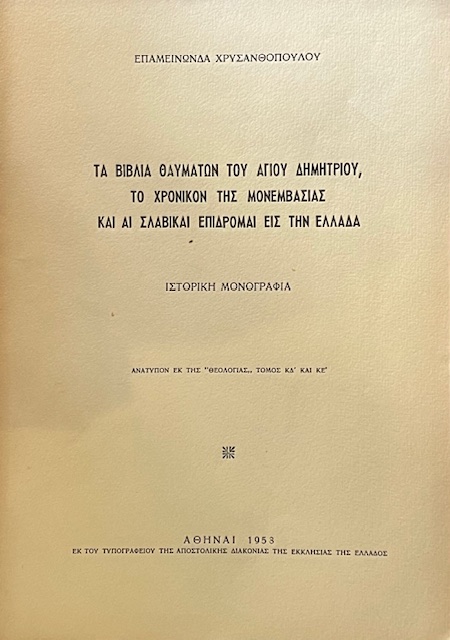 ΕΠΑΜΕΙΝΩΝΔΑ ΧΡΥΣΑΝΘΟΠΟΥΛΟΥ
ΤΑ ΒΙΒΛΙΑ ΘΑΥΜΑΤΩΝ ΤΟΥ ΑΓΙΟΥ ΔΗΜΗΤΡΙΟΥ,
ΤΟ ΧΡΟΝΙΚΟΝ ΤΗΣ ΜΟΝΕΜΒΑΣΙΑΣ
ΚΑΙ ΑΙ ΣΛΑΒΙΚΑΙ ΕΠΙΔΡΟΜΑΙ ΕΙΣ ΤΗΝ ΕΛΛΑΔΑ
ΙΣΤΟΡΙΚΗ ΜΟΝΟΓΡΑΦΙΑ
ΑΝΑΤΥΠΟΝ ΕΚ ΤΗΣ "ΘΕΟΛΟΓΙΑΣ,, ΤΟΜΟΣ ΚΔ' ΚΑΙ ΚΕ'
ΑΘΗΝΑΙ 1953
ΕΚ ΤΟΥ ΤΥΠΟΓΡΑΦΕΙΟΥ ΤΗΣ ΑΠΟΣΤΟΛΙΚΗΣ ΔΙΑΚΟΝΙΑΣ ΤΗΣ ΕΚΚΛΗΣΙΑΣ ΤΗΣ ΕΛΛΑΔΟΣ